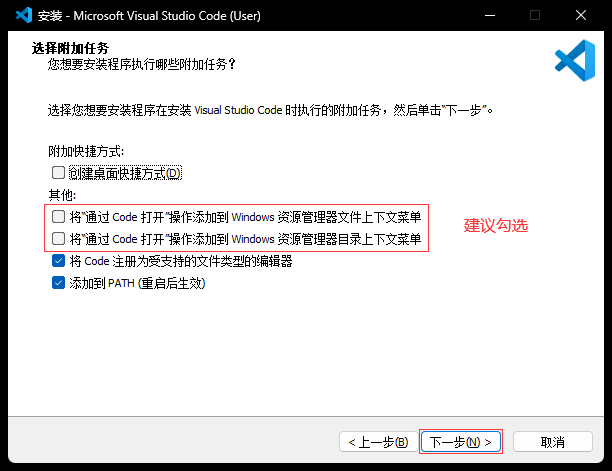 安装 - Microsoft Visual Studio Code (User)
选择附加任务
您想要安装程序执行哪些附加任务？
选择您想要安装程序在安装 Visual Studio Code 时执行的附加任务，然后单击“下一步”。
附加快捷方式:
创建桌面快捷方式(D)
其他:
将“通过 Code 打开”操作添加到 Windows 资源管理器文件上下文菜单
将“通过 Code 打开”操作添加到 Windows 资源管理器目录上下文菜单
建议勾选
将 Code 注册为受支持的文件类型的编辑器
添加到 PATH (重启后生效)
< 上一步(B)
下一步(N) >
取消